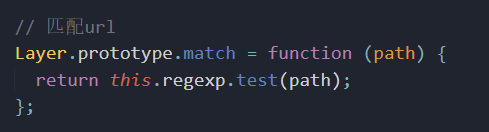 // 匹配url
Layer.prototype.match = function (path) {
  return this.regexp.test(path);
};